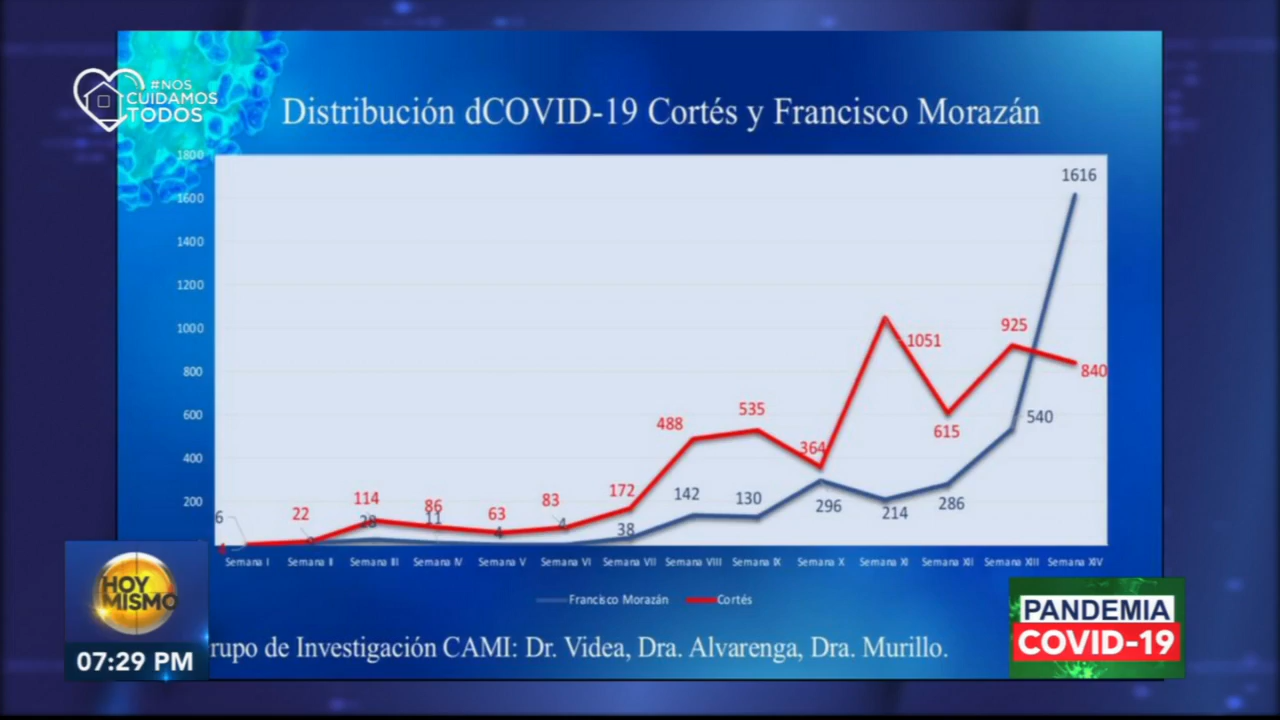 #NOS
CUIDAMOS
TODOS
Distribución dCOVID-19 Cortés y Francisco Morazán
1800
1600
1400
1200
1000
800
600
400
200
6
22
114
28
86
11
63
4
83
4
172
38
488
142
535
130
364
296
1051
214
615
286
925
540
1616
840
Semana I Semana II Semana III Semana IV Semana V Semana VI Semana VII Semana VIII Semana IX Semana X Semana XI Semana XII Semana XIII Semana XIV
Francisco Morazán Cortés
rupo de Investigación CAMI: Dr. Videa, Dra. Alvarenga, Dra. Murillo.
HOY
MISMO
07:29 PM
PANDEMIA
COVID-19